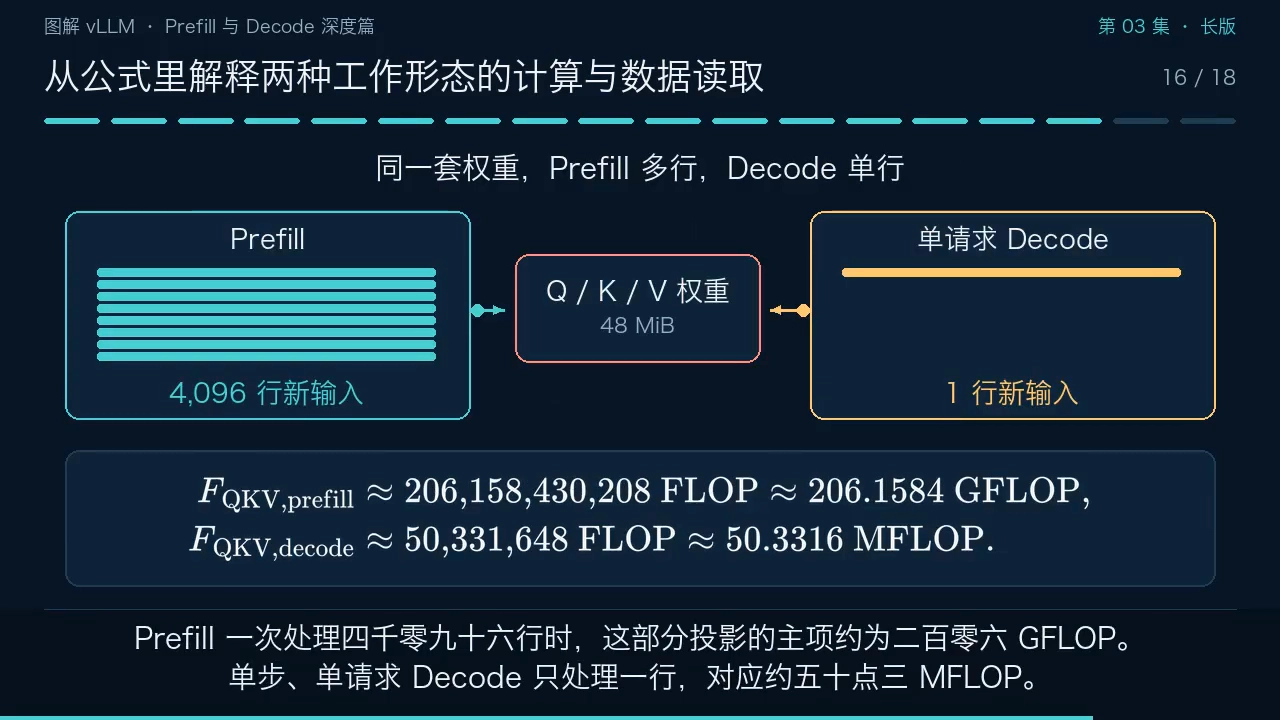 图解 vLLM · Prefill 与 Decode 深度篇
第 03 集 · 长版
从公式里解释两种工作形态的计算与数据读取
16 / 18
同一套权重，Prefill 多行，Decode 单行
Prefill
4,096 行新输入
Q / K / V 权重
48 MiB
单请求 Decode
1 行新输入
F_QKV,prefill ≈ 206,158,430,208 FLOP ≈ 206.1584 GFLOP,
F_QKV,decode ≈ 50,331,648 FLOP ≈ 50.3316 MFLOP.
Prefill 一次处理四千零九十六行时，这部分投影的主项约为二百零六 GFLOP。
单步、单请求 Decode 只处理一行，对应约五十点三 MFLOP。